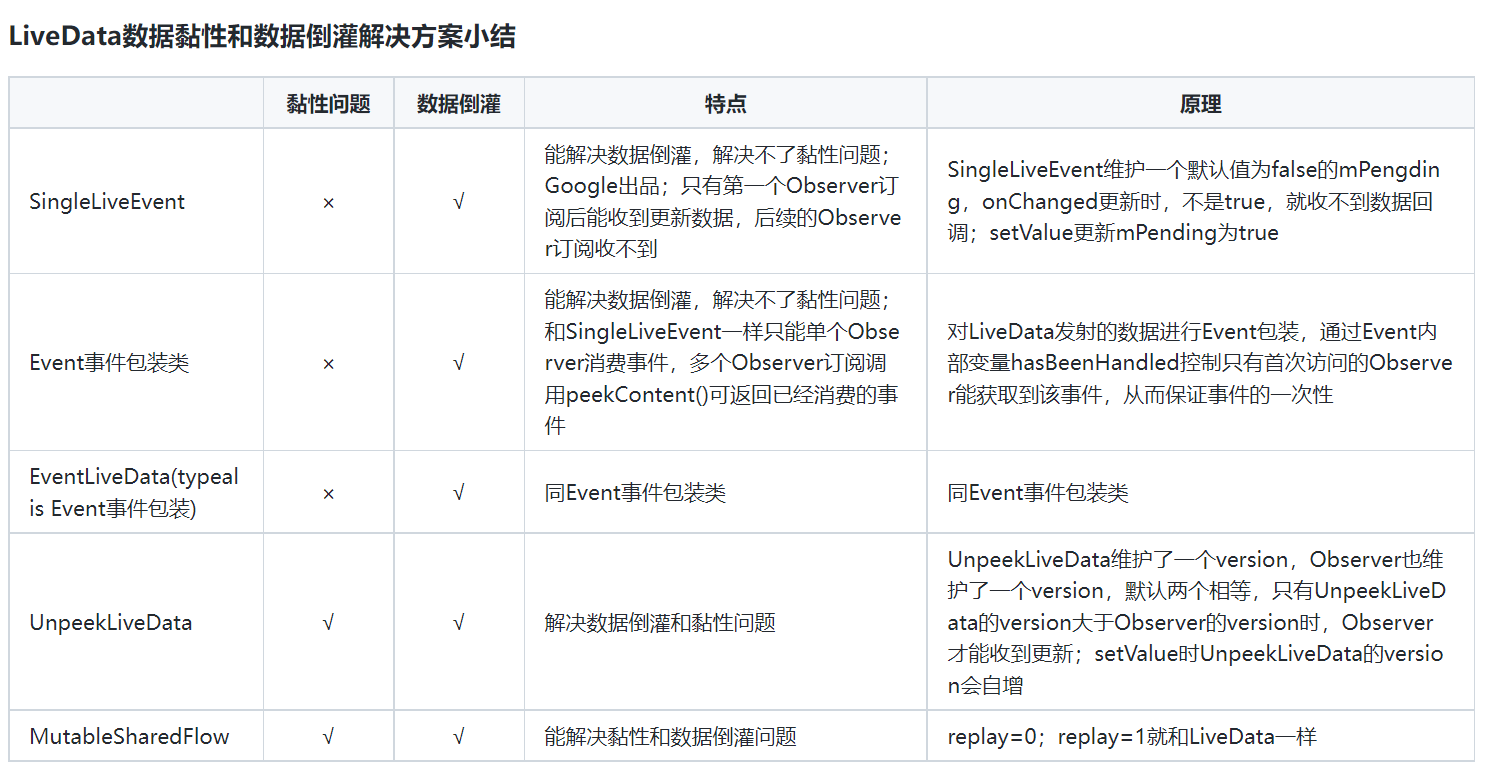 LiveData数据黏性和数据倒灌解决方案小结
黏性问题 数据倒灌 特点 原理
SingleLiveEvent
×
√
能解决数据倒灌，解决不了黏性问题；
Google出品；只有第一个Observer订
阅后能收到更新数据，后续的Observe
r订阅收不到
SingleLiveEvent维护一个默认值为false的mPengdin
g，onChanged更新时，不是true，就收不到数据回
调；setValue更新mPending为true
Event事件包装类
×
√
能解决数据倒灌，解决不了黏性问题；
和SingleLiveEvent一样只能单个Obse
rver消费事件，多个Observer订阅调
用peekContent()可返回已经消费的事
件
对LiveData发射的数据进行Event包装，通过Event内
部变量hasBeenHandled控制只有首次访问的Observe
r能获取到该事件，从而保证事件的一次性
EventLiveData(typeal
is Event事件包装)
×
√
同Event事件包装类
同Event事件包装类
UnpeekLiveData
√
√
解决数据倒灌和黏性问题
UnpeekLiveData维护了一个version，Observer也维
护了一个version，默认两个相等，只有UnpeekLiveD
ata的version大于Observer的version时，Observer
才能收到更新；setValue时UnpeekLiveData的versio
n会自增
MutableSharedFlow
√
√
能解决黏性和数据倒灌问题
replay=0；replay=1就和LiveData一样